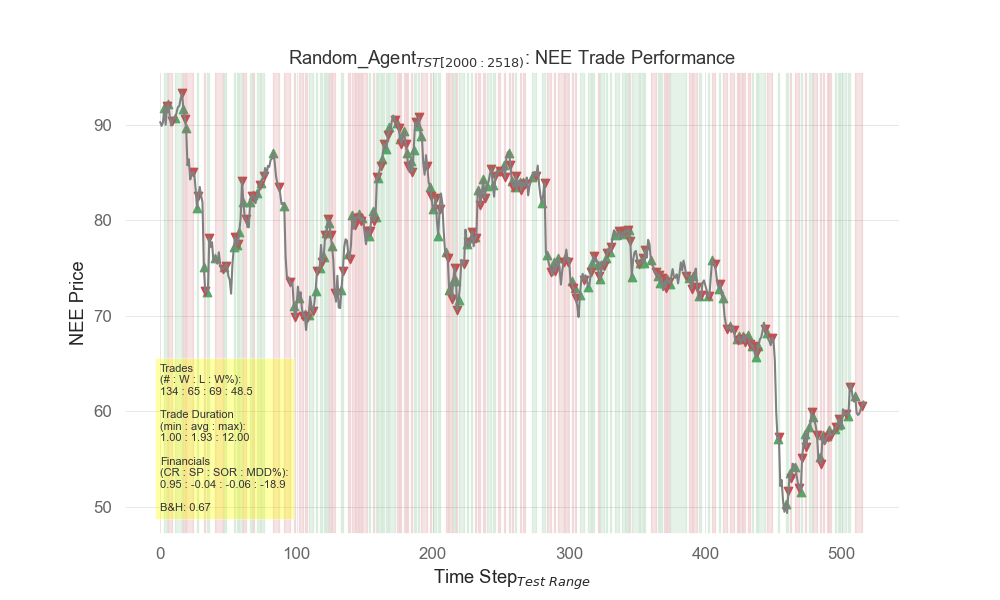 Random_Agent TST[2000 : 2518) : NEE Trade Performance
NEE Price
90
80
70
60
50
Trades
(# : W : L : W%):
134 : 65 : 69 : 48.5
Trade Duration
(min : avg : max):
1.00 : 1.93 : 12.00
Financials
(CR : SP : SOR : MDD%):
0.95 : -0.04 : -0.06 : -18.9
B&H: 0.67
0 100 200 300 400 500
Time Step Test Range